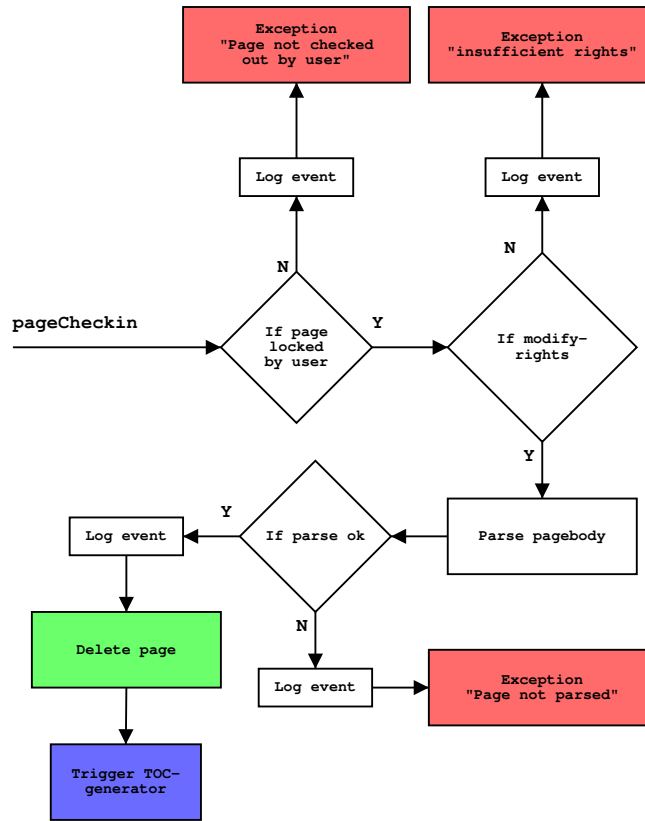 Exception
"Page not checked
out by user"
Exception
"insufficient rights"
Log event
Log event
N
N
pageCheckin
If page
locked
by user
Y
If modify-
rights
Y
Log event
Y
If parse ok
Parse pagebody
N
Delete page
Log event
Exception
"Page not parsed"
Trigger TOC-
generator